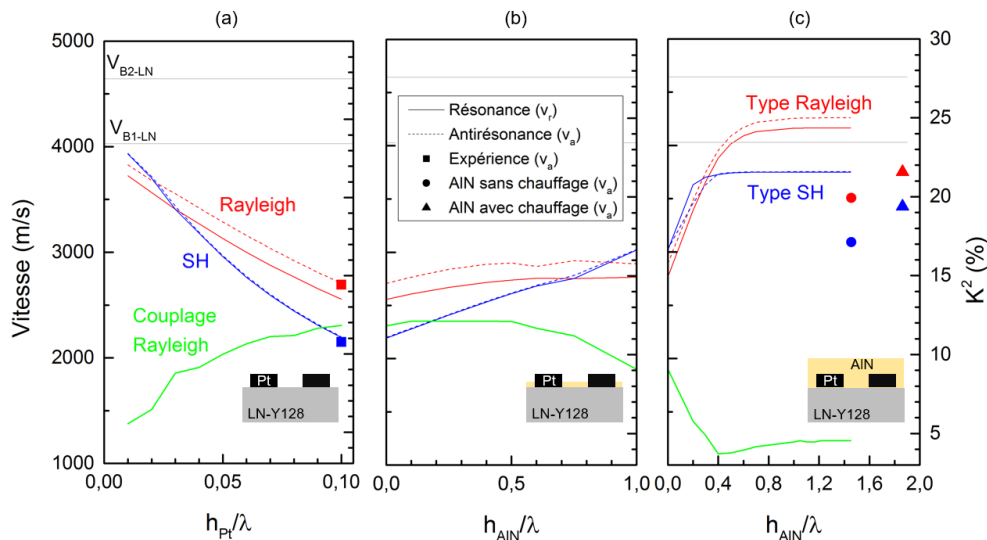 (a)
(b)
(c)
Vitesse (m/s)
5000
4000
3000
2000
1000
V_B2-LN
V_B1-LN
Rayleigh
SH
Couplage
Rayleigh
Pt
LN-Y128
0,00
0,05
0,10
h_Pt/λ
Résonance (v_r)
Antirésonance (v_a)
Expérience (v_a)
AlN sans chauffage (v_a)
AlN avec chauffage (v_a)
Pt
LN-Y128
0,0
0,5
1,0
h_AlN/λ
Type Rayleigh
Type SH
AlN
Pt
LN-Y128
0,0
0,4
0,8
1,2
1,6
2,0
h_AlN/λ
30
25
20
15
10
5
K² (%)